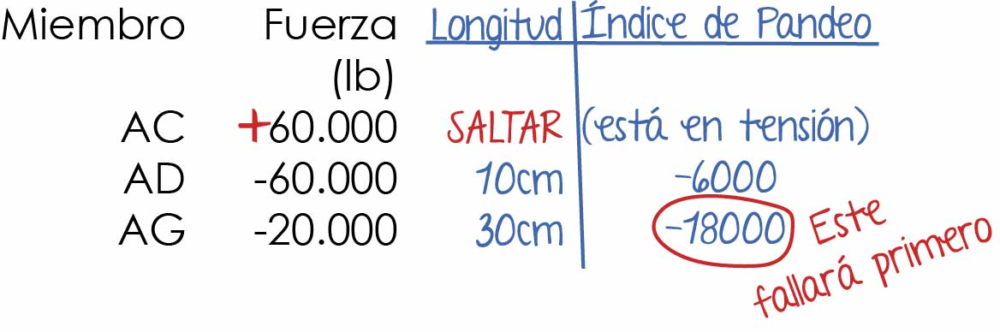 Miembro Fuerza Longitud Índice de Pandeo
(lb)
AC +60.000 SALTAR (está en tensión)
AD -60.000 10cm -6000
AG -20.000 30cm -18000 Este
fallará primero